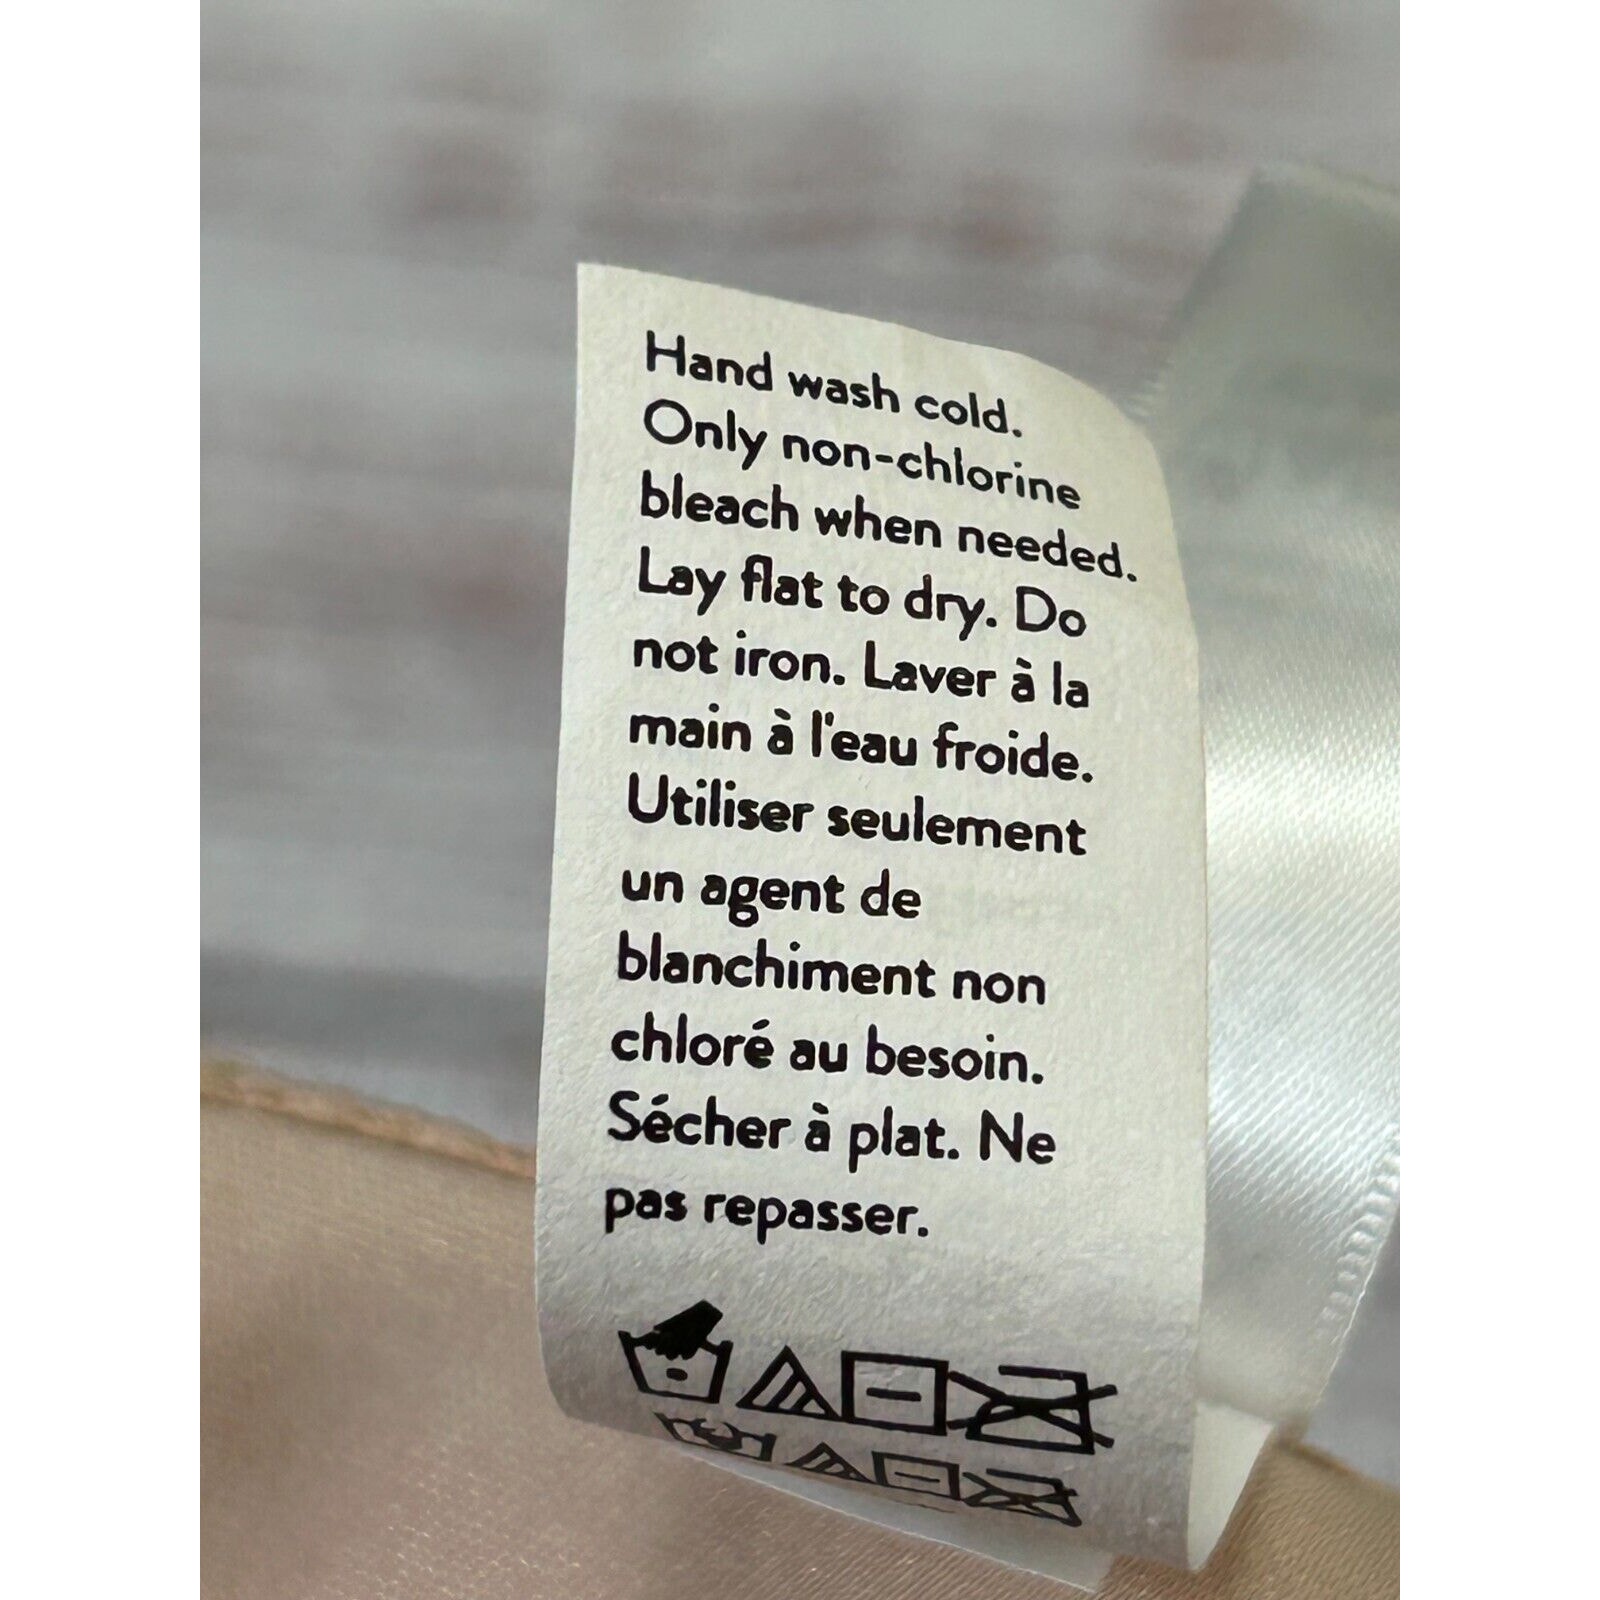 Hand wash cold.
Only non-chlorine
bleach when needed.
Lay flat to dry. Do
not iron. Laver à la
main à l'eau froide.
Utiliser seulement
un agent de
blanchiment non
chloré au besoin.
Sécher à plat. Ne
pas repasser.